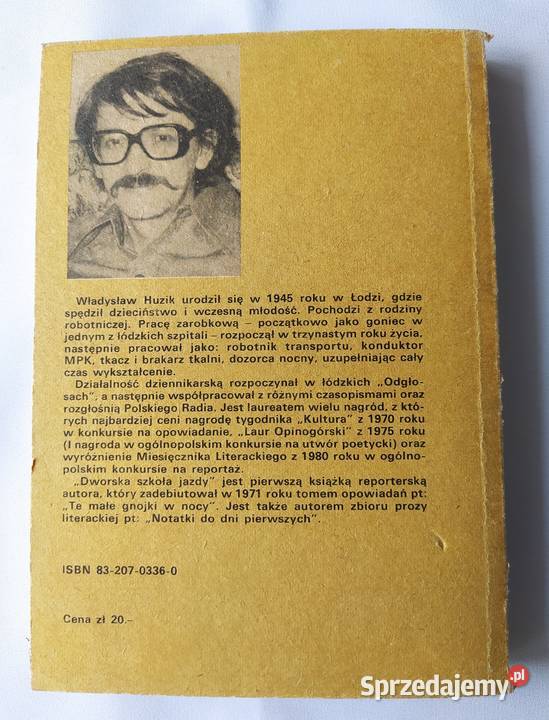 Władysław Huzik urodził się w 1945 roku w Łodzi, gdzie
spędził dzieciństwo i wczesną młodość. Pochodzi z rodziny
robotniczej. Pracę zarobkową – początkowo jako goniec w
jednym z łódzkich szpitali – rozpoczął w trzynastym roku życia,
następnie pracował jako: robotnik transportu, konduktor
MPK, tkacz i brakarz tkalni, dozorca nocny, uzupełniając cały
czas wykształcenie.
Działalność dziennikarską rozpoczynał w łódzkich „Odgło-
sach”, a następnie współpracował z różnymi czasopismami oraz
rozgłośnią Polskiego Radia. Jest laureatem wielu nagród, z któ-
rych najbardziej ceni nagrodę tygodnika „Kultura” z 1970 roku
w konkursie na opowiadanie, „Laur Opinogórski” z 1975 roku
(I nagroda w ogólnopolskim konkursie na utwór poetycki) oraz
wyróżnienie Miesięcznika Literackiego z 1980 roku w ogólno-
polskim konkursie na reportaż.
„Dworska szkoła jazdy” jest pierwszą książką reporterską
autora, który zadebiutował w 1971 roku tomem opowiadań pt:
„Te małe gnojki w nocy”. Jest także autorem zbioru prozy
literackiej pt: „Notatki do dni pierwszych”.
ISBN 83-207-0336-0
Cena zł 20.–
Sprzedajemy.pl